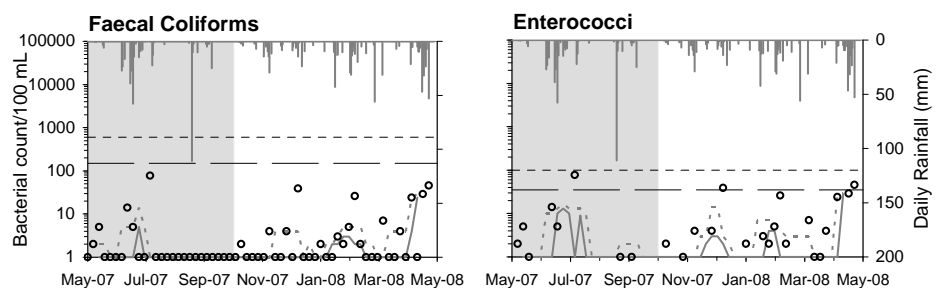 Faecal Coliforms
Enterococci
100000
10000
1000
100
10
1
Bacterial count/100 mL
May-07 Jul-07 Sep-07 Nov-07 Jan-08 Mar-08 May-08
0
50
100
150
200
Daily Rainfall (mm)
May-07 Jul-07 Sep-07 Nov-07 Jan-08 Mar-08 May-08